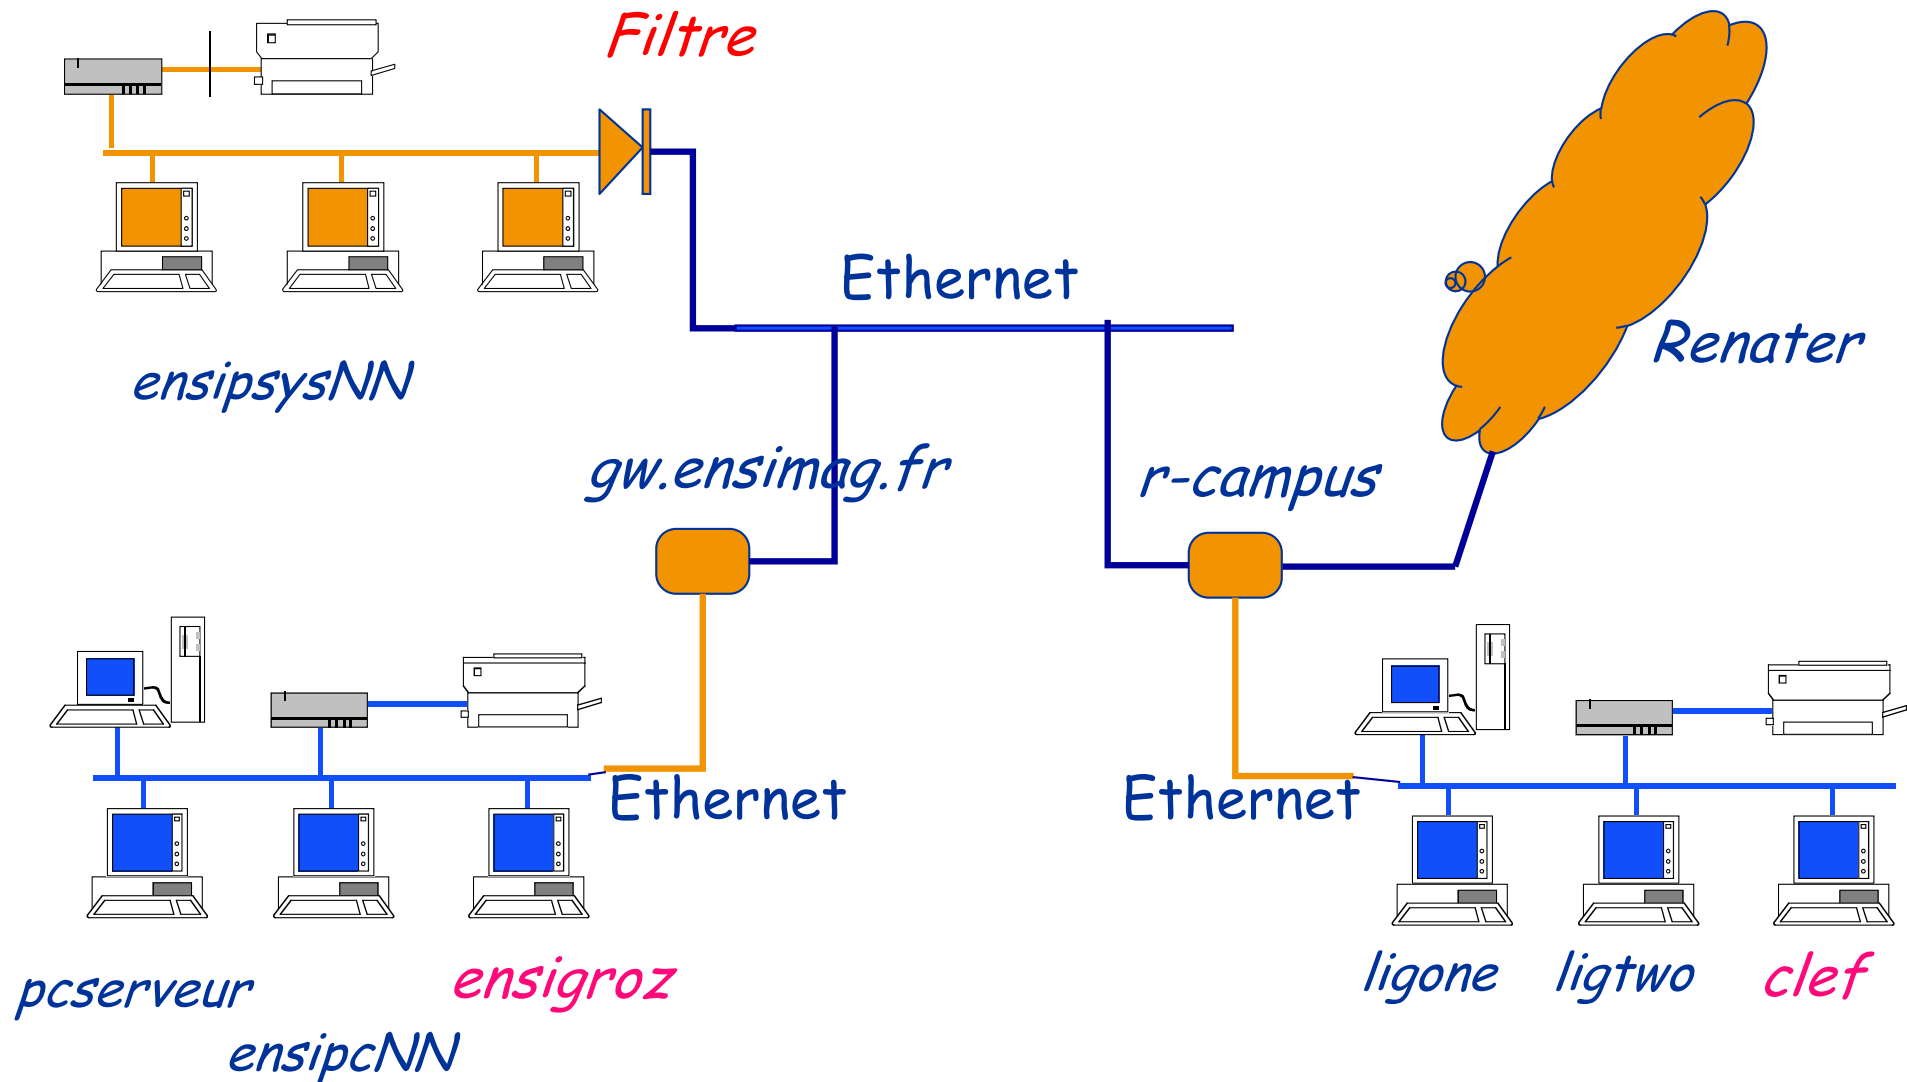 Filtre
Ethernet
Renater
ensipsysNN
gw.ensimag.fr
r-campus
Ethernet
Ethernet
pcserveur
ensigroz
ligone
ligtwo
clef
ensipcNN